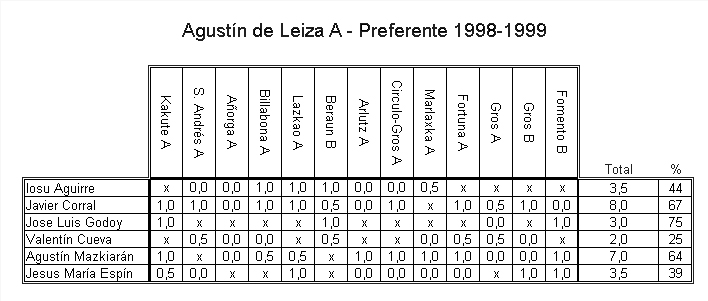 Agustín de Leiza A - Preferente 1998-1999
Kakute A S. Andrés A Añorga A Billabona A Lazkao A Beraun B Arlutz A Círculo-Gros A Marlaxka A Fortuna A Gros A Gros B Fomento B Total %
Iosu Aguirre x 0,0 0,0 1,0 1,0 1,0 0,0 0,0 0,5 x x x x 3,5 44
Javier Corral 1,0 1,0 0,0 1,0 1,0 0,5 0,0 1,0 x 1,0 0,5 1,0 0,0 8,0 67
Jose Luis Godoy 1,0 x x x x 1,0 x x x x 0,0 x 1,0 3,0 75
Valentín Cueva x 0,5 0,0 0,0 x 0,5 x x 0,0 0,5 0,5 0,0 x 2,0 25
Agustín Mazkiarán 1,0 x 0,0 0,5 0,5 x 1,0 1,0 1,0 1,0 0,0 0,0 1,0 7,0 64
Jesus María Espín 0,5 0,0 x x 1,0 x 0,0 0,0 0,0 0,0 x 1,0 1,0 3,5 39